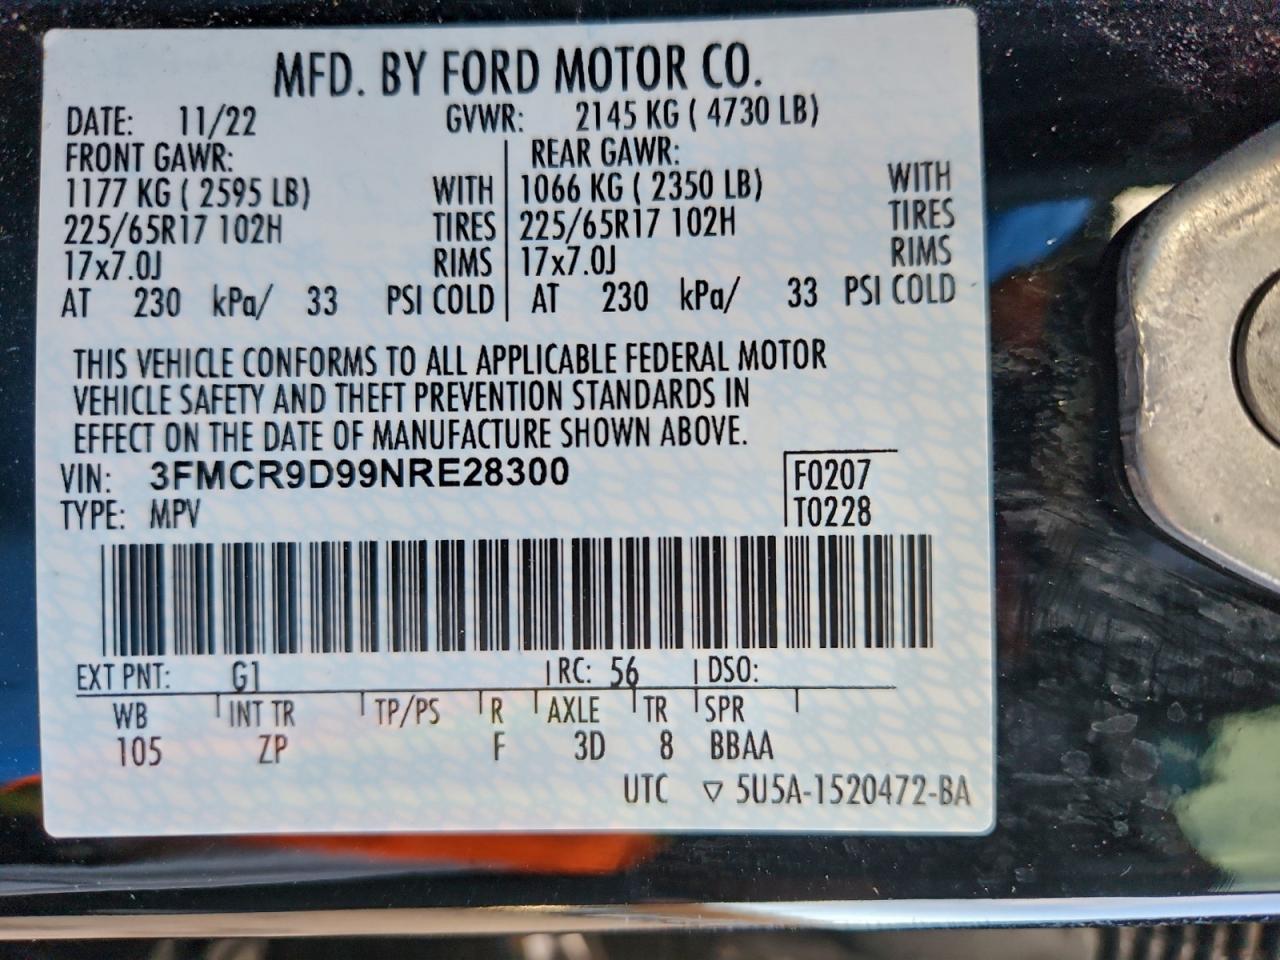 MFD. BY FORD MOTOR CO.
DATE: 11/22 GVWR: 2145 KG ( 4730 LB)
FRONT GAWR: REAR GAWR:
1177 KG ( 2595 LB) WITH 1066 KG ( 2350 LB) WITH
225/65R17 102H TIRES 225/65R17 102H TIRES
17x7.0J RIMS 17x7.0J RIMS
AT 230 kPa/ 33 PSI COLD AT 230 kPa/ 33 PSI COLD
THIS VEHICLE CONFORMS TO ALL APPLICABLE FEDERAL MOTOR
VEHICLE SAFETY AND THEFT PREVENTION STANDARDS IN
EFFECT ON THE DATE OF MANUFACTURE SHOWN ABOVE.
VIN: 3FMCR9D99NRE28300 F0207
TYPE: MPV T0228
EXT PNT: G1 RC: 56 DSO:
WB INT TR TP/PS R AXLE TR SPR
105 ZP F 3D 8 BBAA
UTC ▽ 5U5A-1520472-BA